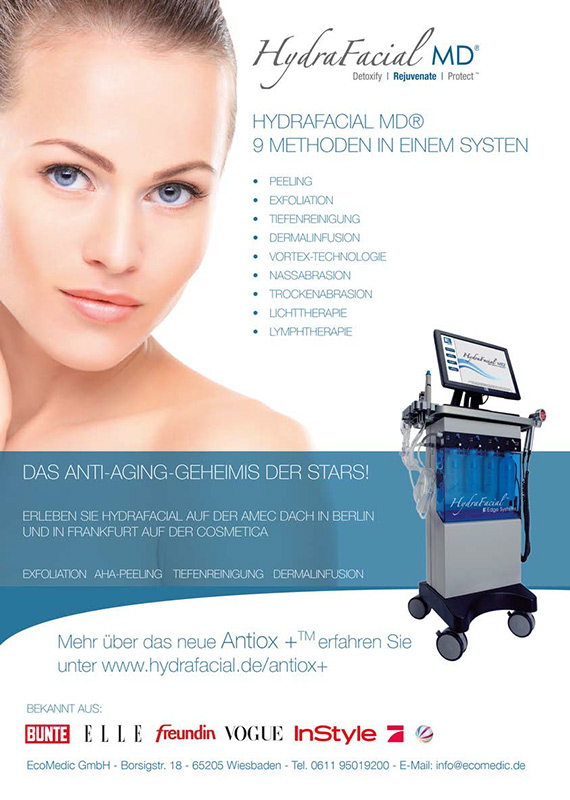 HydraFacial MD®
Detoxify | Rejuvenate | Protect™
HYDRAFACIAL MD®
9 METHODEN IN EINEM SYSTEN
• PEELING
• EXFOLIATION
• TIEFENREINIGUNG
• DERMALINFUSION
• VORTEX-TECHNOLOGIE
• NASSABRASION
• TROCKENABRASION
• LICHTTHERAPIE
• LYMPHTHERAPIE
HydraFacial MD
HydraFacial
Edge System
DAS ANTI-AGING-GEHEIMIS DER STARS!
ERLEBEN SIE HYDRAFACIAL AUF DER AMEC DACH IN BERLIN
UND IN FRANKFURT AUF DER COSMETICA
EXFOLIATION AHA-PEELING TIEFENREINIGUNG DERMALINFUSION
Mehr über das neue Antiox +™ erfahren Sie
unter www.hydrafacial.de/antiox+
BEKANNT AUS:
BUNTE ELLE freundin VOGUE InStyle
EcoMedic GmbH - Borsigstr. 18 - 65205 Wiesbaden - Tel. 0611 95019200 - E-Mail: info@ecomedic.de